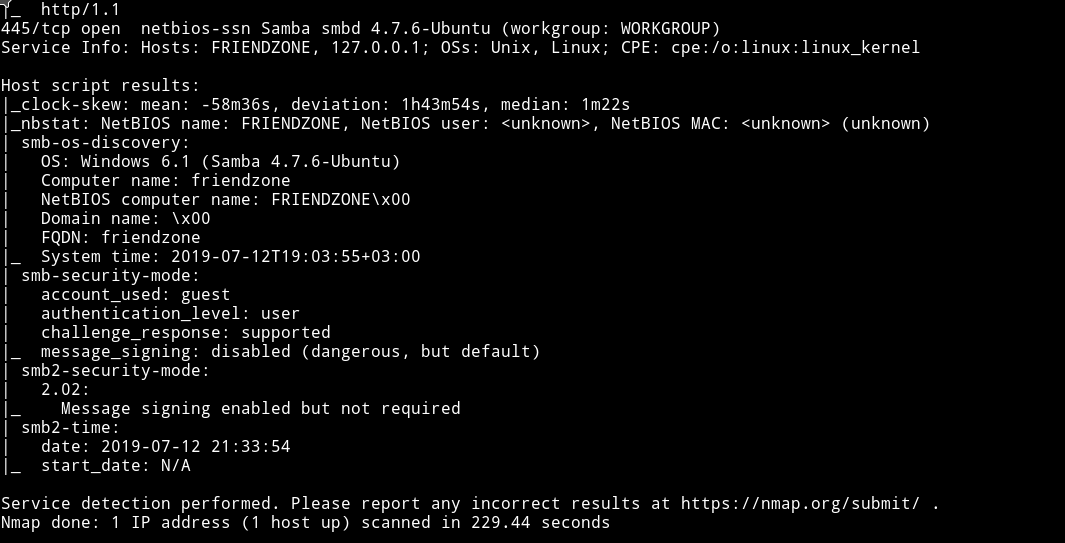 |_  http/1.1
445/tcp open  netbios-ssn Samba smbd 4.7.6-Ubuntu (workgroup: WORKGROUP)
Service Info: Hosts: FRIENDZONE, 127.0.0.1; OSs: Unix, Linux; CPE: cpe:/o:linux:linux_kernel

Host script results:
|_clock-skew: mean: -58m36s, deviation: 1h43m54s, median: 1m22s
|_nbstat: NetBIOS name: FRIENDZONE, NetBIOS user: <unknown>, NetBIOS MAC: <unknown> (unknown)
| smb-os-discovery:
|   OS: Windows 6.1 (Samba 4.7.6-Ubuntu)
|   Computer name: friendzone
|   NetBIOS computer name: FRIENDZONE\x00
|   Domain name: \x00
|   FQDN: friendzone
|_  System time: 2019-07-12T19:03:55+03:00
| smb-security-mode:
|   account_used: guest
|   authentication_level: user
|   challenge_response: supported
|_  message_signing: disabled (dangerous, but default)
| smb2-security-mode:
|   2.02:
|_    Message signing enabled but not required
| smb2-time:
|   date: 2019-07-12 21:33:54
|_  start_date: N/A

Service detection performed. Please report any incorrect results at https://nmap.org/submit/ .
Nmap done: 1 IP address (1 host up) scanned in 229.44 seconds